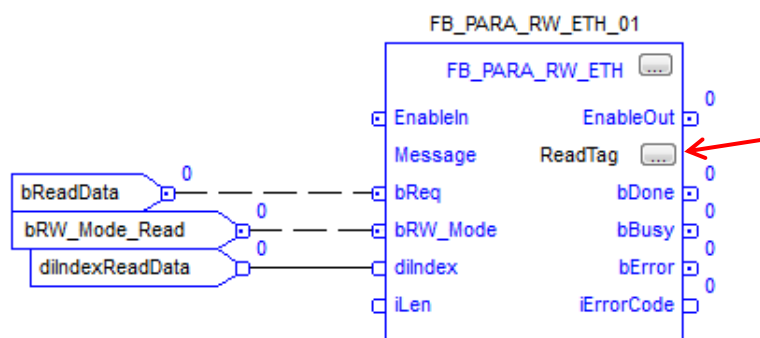 FB_PARA_RW_ETH_01
FB_PARA_RW_ETH ...
0
EnableIn EnableOut
Message ReadTag ...
0 0
bReadData bReq bDone
0 0
bRW_Mode_Read bRW_Mode bBusy
0 0
diIndexReadData diIndex bError
0
iLen iErrorCode